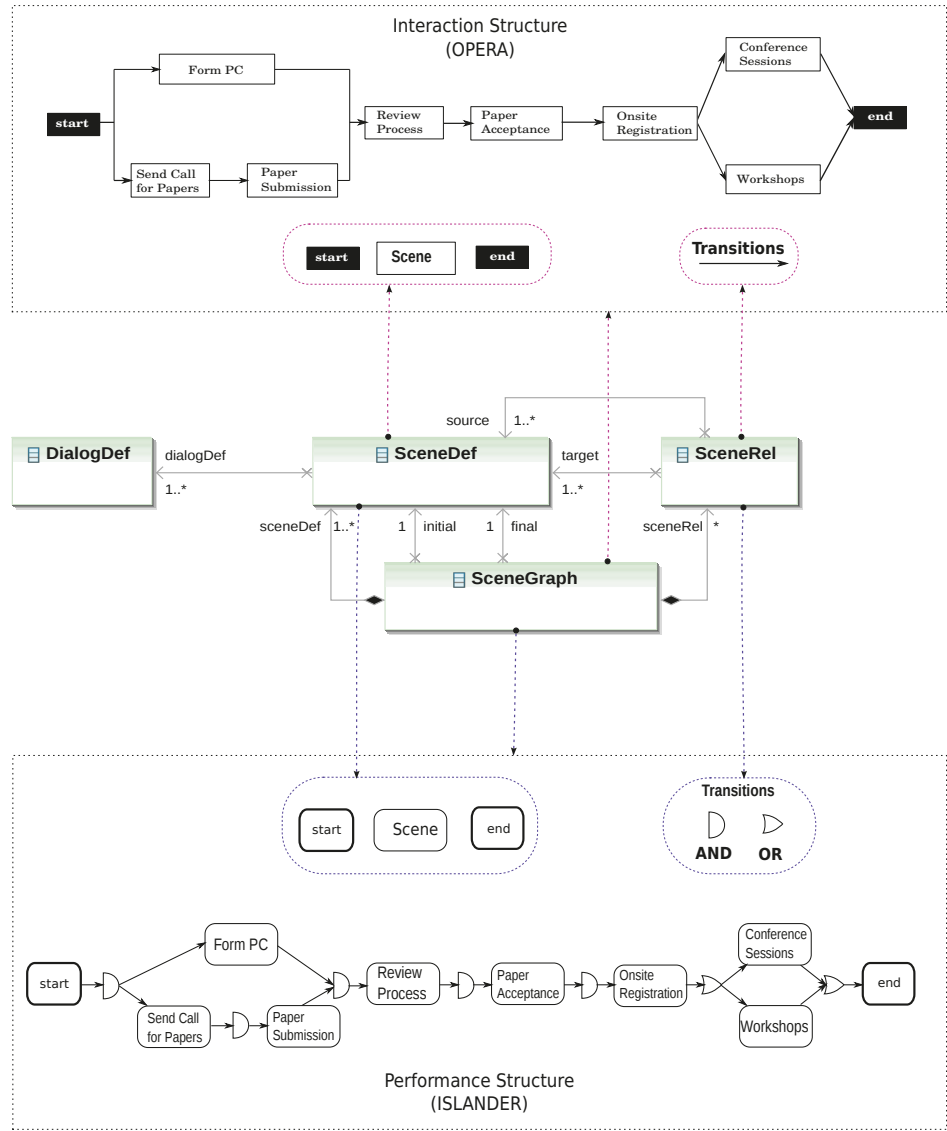 Interaction Structure
(OPERA)
Form PC
Conference
Sessions
start
Review
Process
Paper
Acceptance
Onsite
Registration
end
Send Call
for Papers
Paper
Submission
Workshops
start
Scene
end
Transitions
source
1..*
DialogDef
dialogDef
1..*
SceneDef
target
1..*
SceneRel
sceneDef
1..*
1
initial
1
final
sceneRel
*
SceneGraph
start
Scene
end
Transitions
AND
OR
Form PC
Conference
Sessions
start
Review
Process
Paper
Acceptance
Onsite
Registration
end
Send Call
for Papers
Paper
Submission
Workshops
Performance Structure
(ISLANDER)